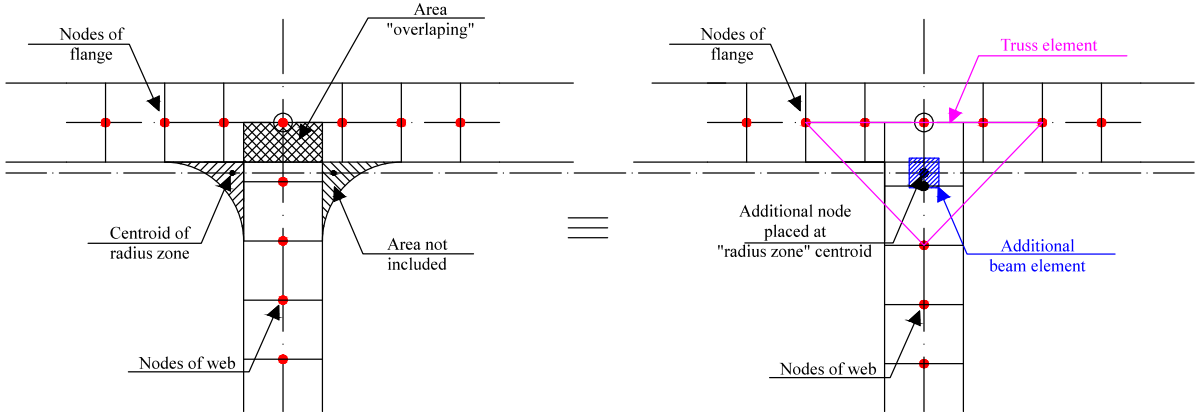 Area
"overlaping"
Nodes of
flange
Centroid of
radius zone
Area not
included
Nodes of web
Nodes of
flange
Truss element
Additional node
placed at
"radius zone" centroid
Additional
beam element
Nodes of web